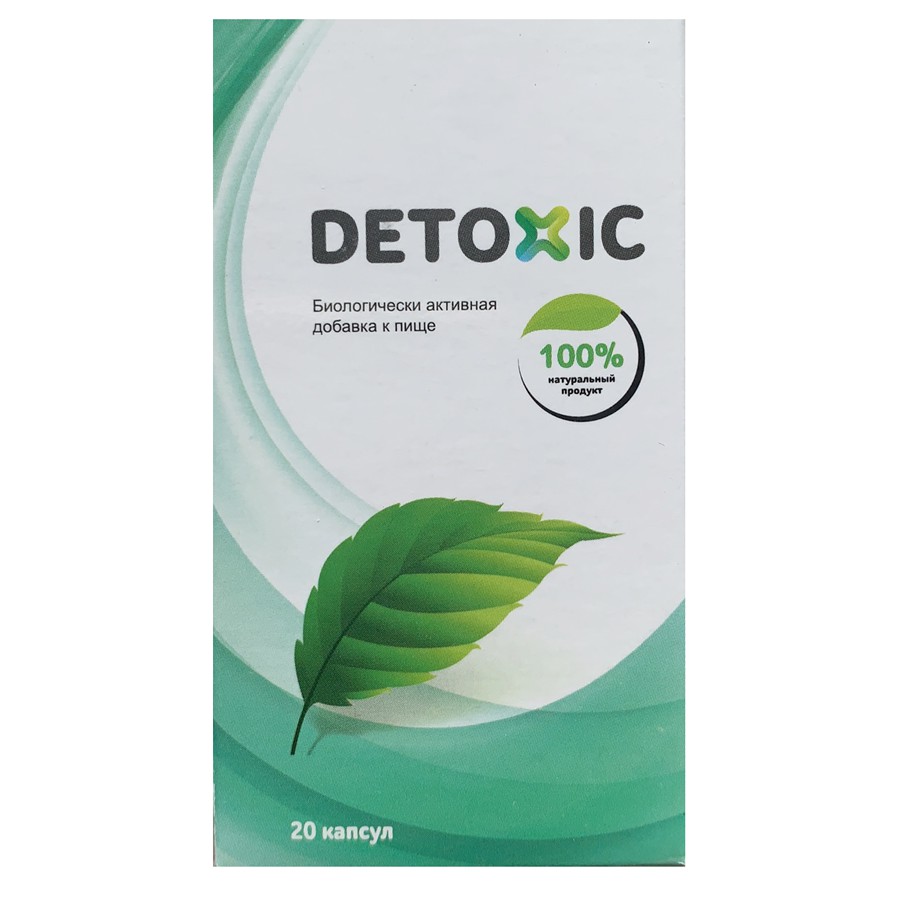 DETOXIC
Биологически активная
добавка к пище
100%
натуральный
продукт
20 капсул